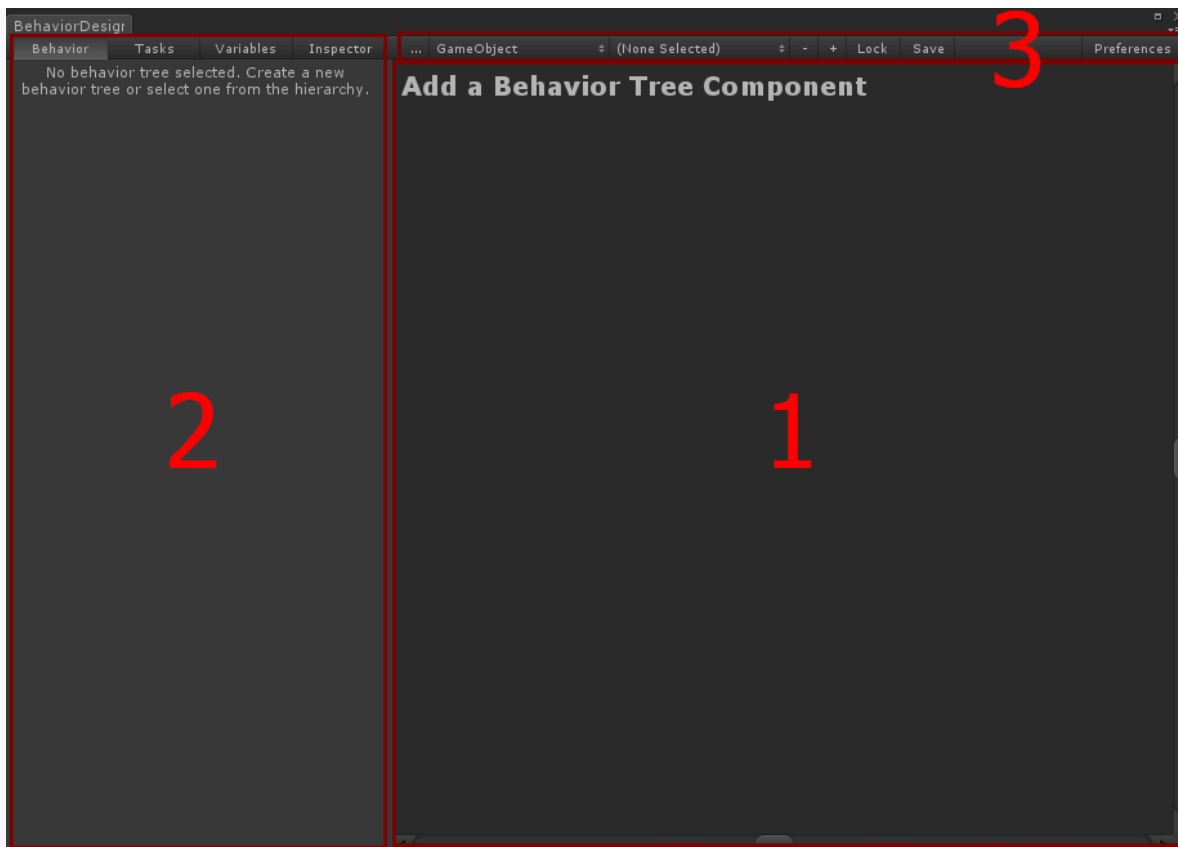 BehaviorDesigr
Behavior Tasks Variables Inspector ... GameObject (None Selected) - + Lock Save Preferences
3
No behavior tree selected. Create a new
behavior tree or select one from the hierarchy.
Add a Behavior Tree Component
2
1